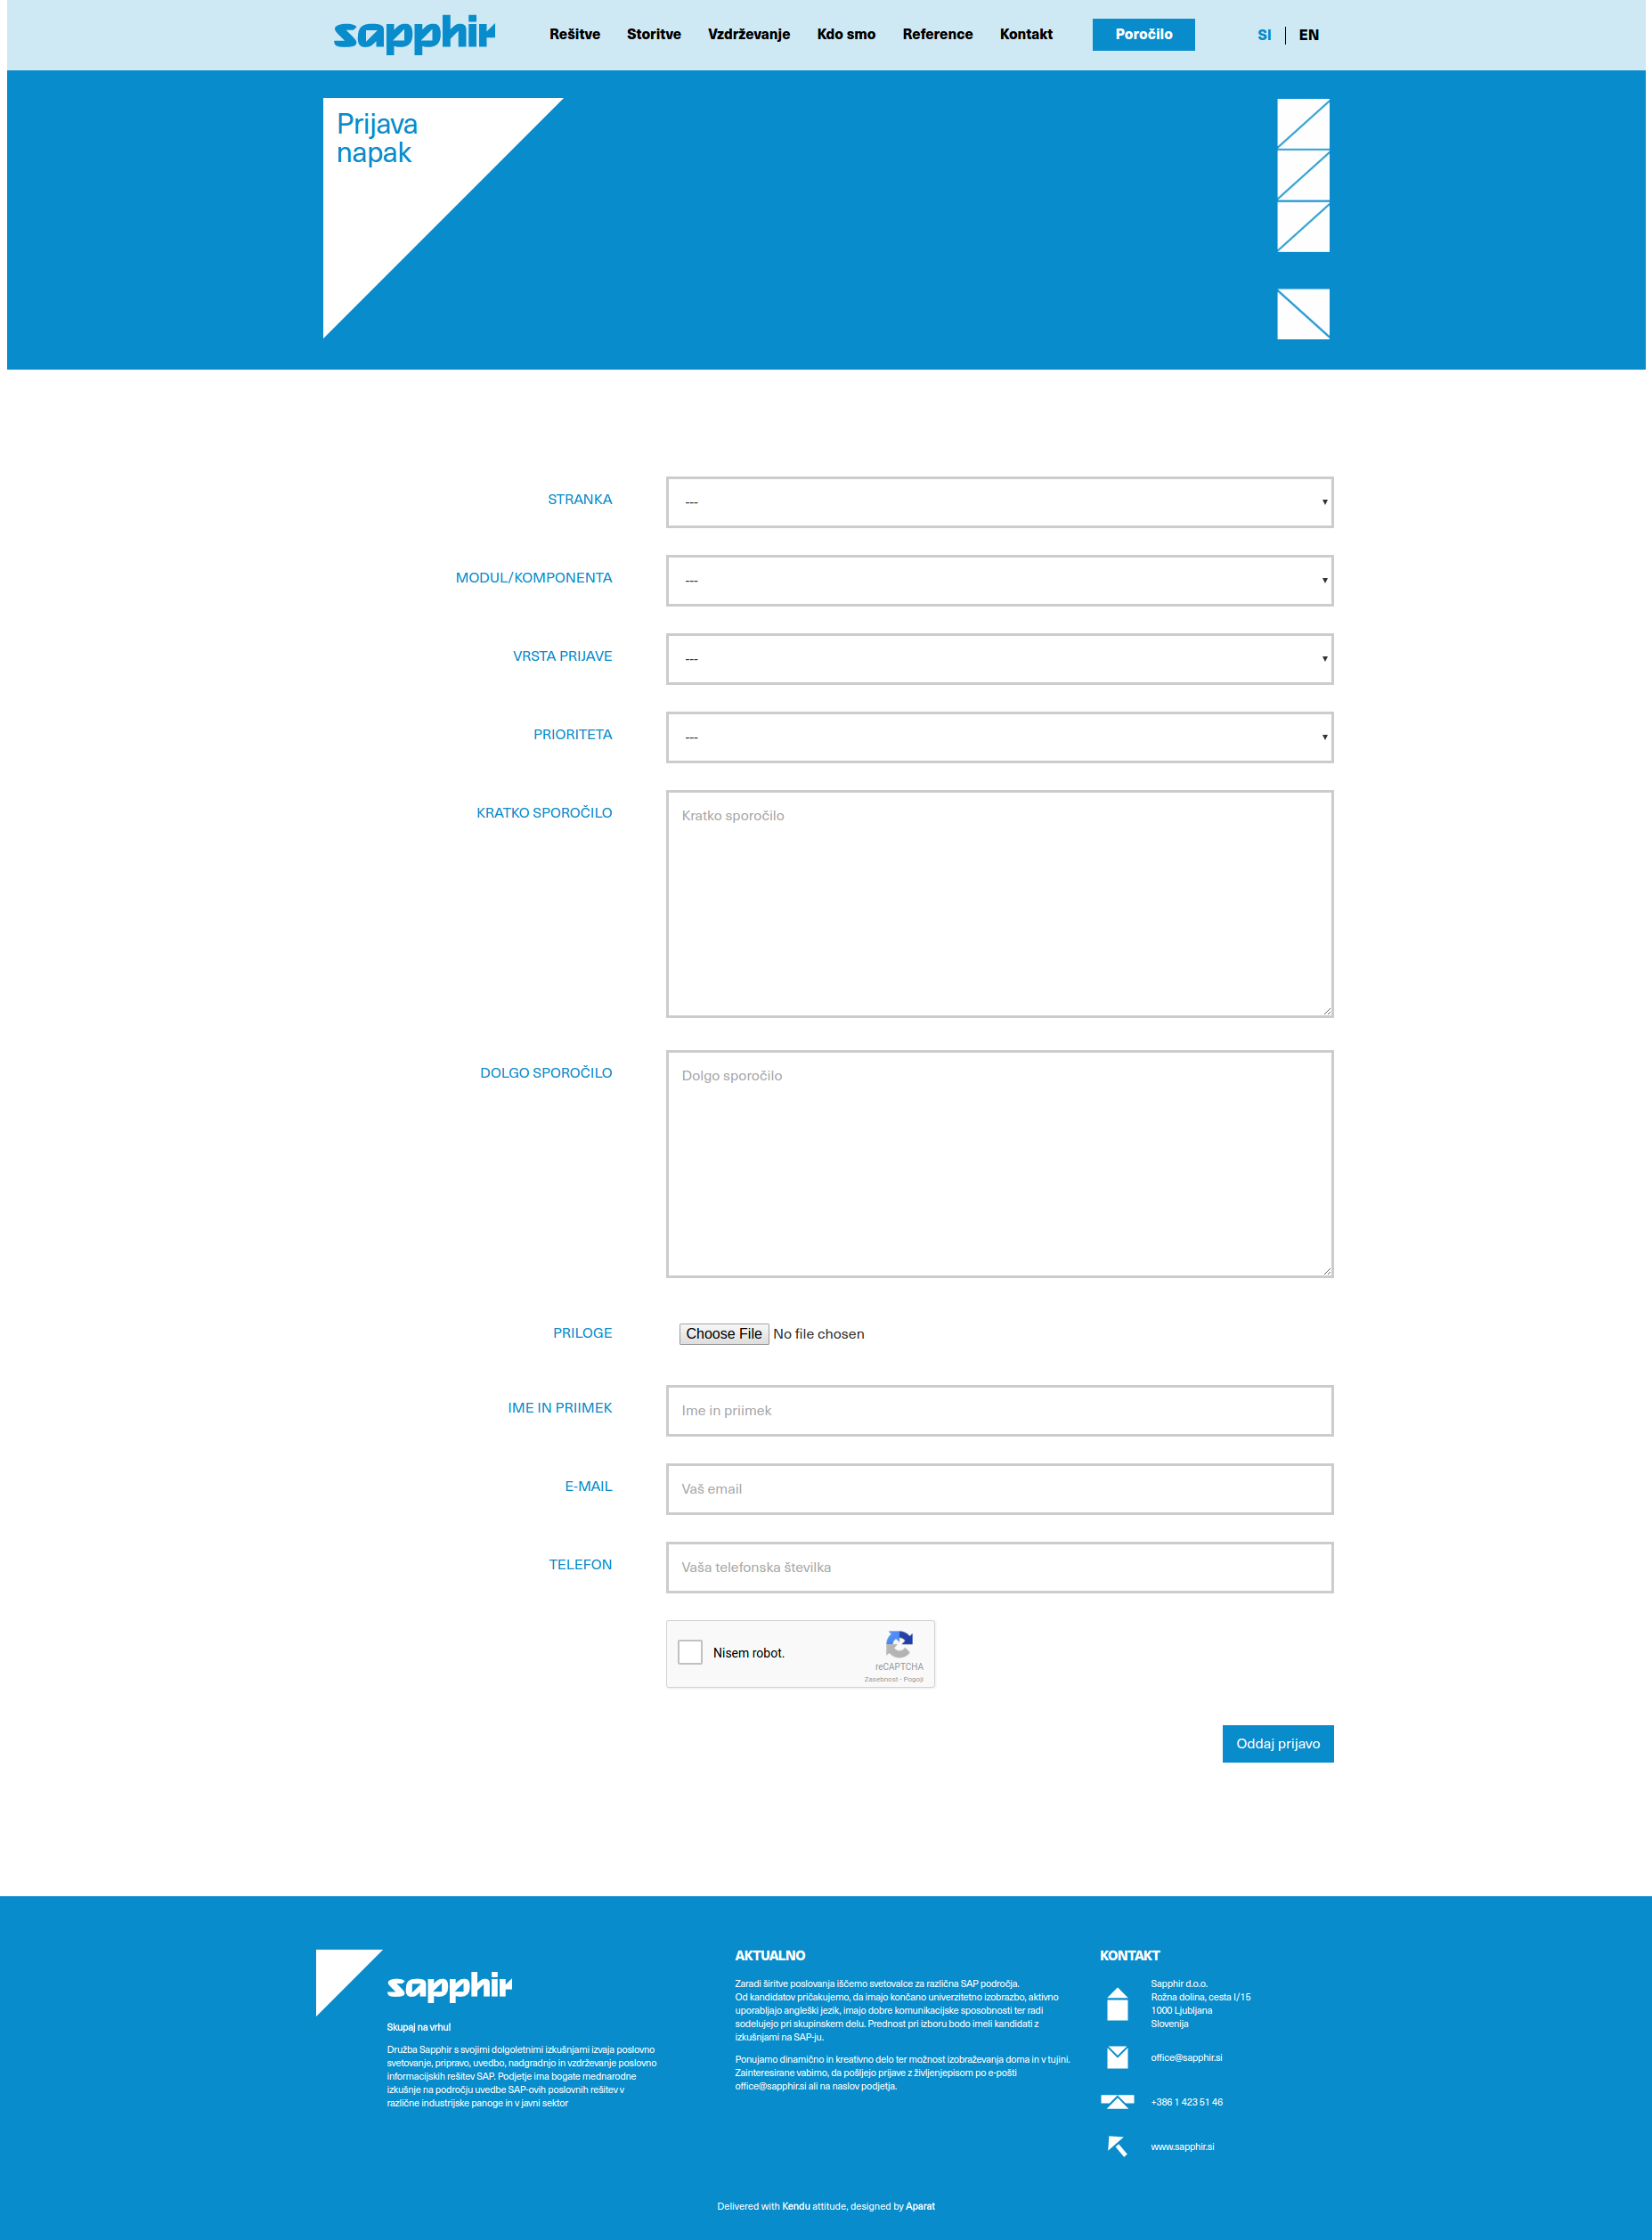 sapphir
Rešitve
Storitve
Vzdrževanje
Kdo smo
Reference
Kontakt
Poročilo
SI
EN
Prijava
napak
STRANKA
---
MODUL/KOMPONENTA
---
VRSTA PRIJAVE
---
PRIORITETA
---
KRATKO SPOROČILO
Kratko sporočilo
DOLGO SPOROČILO
Dolgo sporočilo
PRILOGE
Choose File No file chosen
IME IN PRIIMEK
Ime in priimek
E-MAIL
Vaš email
TELEFON
Vaša telefonska številka
Nisem robot.
reCAPTCHA
Zasebnost - Pogoji
Oddaj prijavo
sapphir
Skupaj na vrhu!
Družba Sapphir s svojimi dolgoletnimi izkušnjami izvaja poslovno
svetovanje, pripravo, uvedbo, nadgradnjo in vzdrževanje poslovno
informacijskih rešitev SAP. Podjetje ima bogate mednarodne
izkušnje na področju uvedbe SAP-ovih poslovnih rešitev v
različne industrijske panoge in v javni sektor
AKTUALNO
Zaradi širitve poslovanja iščemo svetovalce za različna SAP področja.
Od kandidatov pričakujemo, da imajo končano univerzitetno izobrazbo, aktivno
uporabljajo angleški jezik, imajo dobre komunikacijske sposobnosti ter radi
sodelujejo pri skupinskem delu. Prednost pri izboru bodo imeli kandidati z
izkušnjami na SAP-ju.
Ponujamo dinamično in kreativno delo ter možnost izobraževanja doma in v tujini.
Zainteresirane vabimo, da pošljejo prijave z življenjepisom po e-pošti
office@sapphir.si ali na naslov podjetja.
KONTAKT
Sapphir d.o.o.
Rožna dolina, cesta I/15
1000 Ljubljana
Slovenija
office@sapphir.si
+386 1 423 51 46
www.sapphir.si
Delivered with Kendu attitude, designed by Aparat